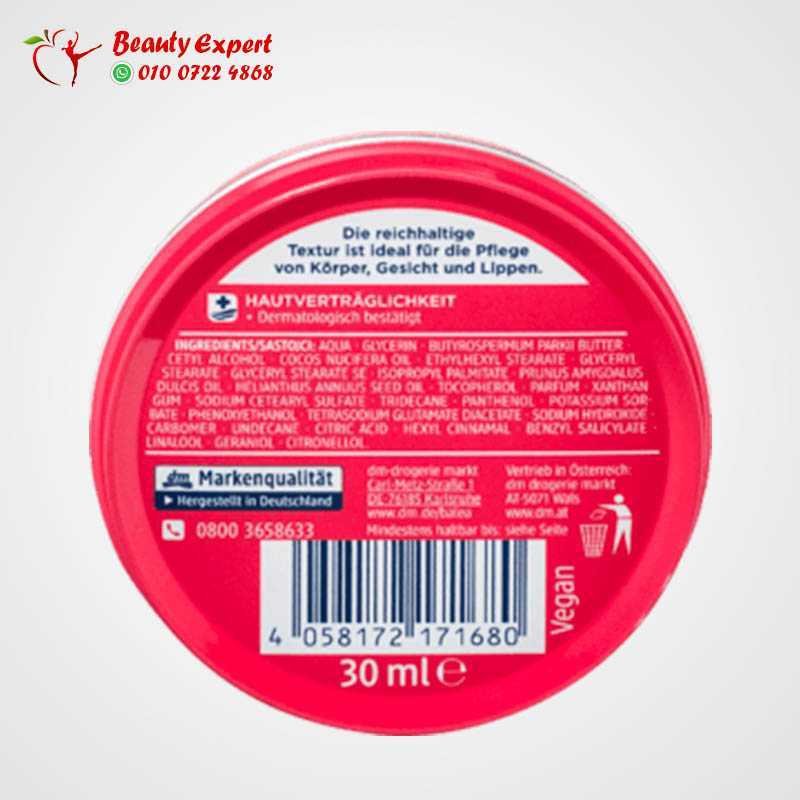 Beauty Expert
010 0722 4868
Die reichhaltige
Textur ist ideal für die Pflege
von Körper, Gesicht und Lippen.
HAUTVERTRÄGLICHKEIT
• Dermatologisch bestätigt
INGREDIENTS/SASTOJCI: AQUA · GLYCERIN · BUTYROSPERMUM PARKII BUTTER ·
CETYL ALCOHOL · COCOS NUCIFERA OIL · ETHYLHEXYL STEARATE · GLYCERYL
STEARATE · GLYCERYL STEARATE SE · ISOPROPYL PALMITATE · PRUNUS AMYGDALUS
DULCIS OIL · HELIANTHUS ANNUUS SEED OIL · TOCOPHEROL · PARFUM · XANTHAN
GUM · SODIUM CETEARYL SULFATE · TRIDECANE · PANTHENOL · POTASSIUM SOR-
BATE · PHENOXYETHANOL · TETRASODIUM GLUTAMATE DIACETATE · SODIUM HYDROXIDE ·
CARBOMER · UNDECANE · CITRIC ACID · HEXYL CINNAMAL · BENZYL SALICYLATE ·
LINALOOL · GERANIOL · CITRONELLOL
dm Markenqualität
Hergestellt in Deutschland
0800 3658633
dm-drogerie markt
Carl-Metz-Straße 1
DE-76185 Karlsruhe
www.dm.de/balea
Vertrieb in Österreich:
dm drogerie markt
AT-5071 Wals
www.dm.at
Mindestens haltbar bis: siehe Seite
Vegan
4 058172 171680
30 ml ℮